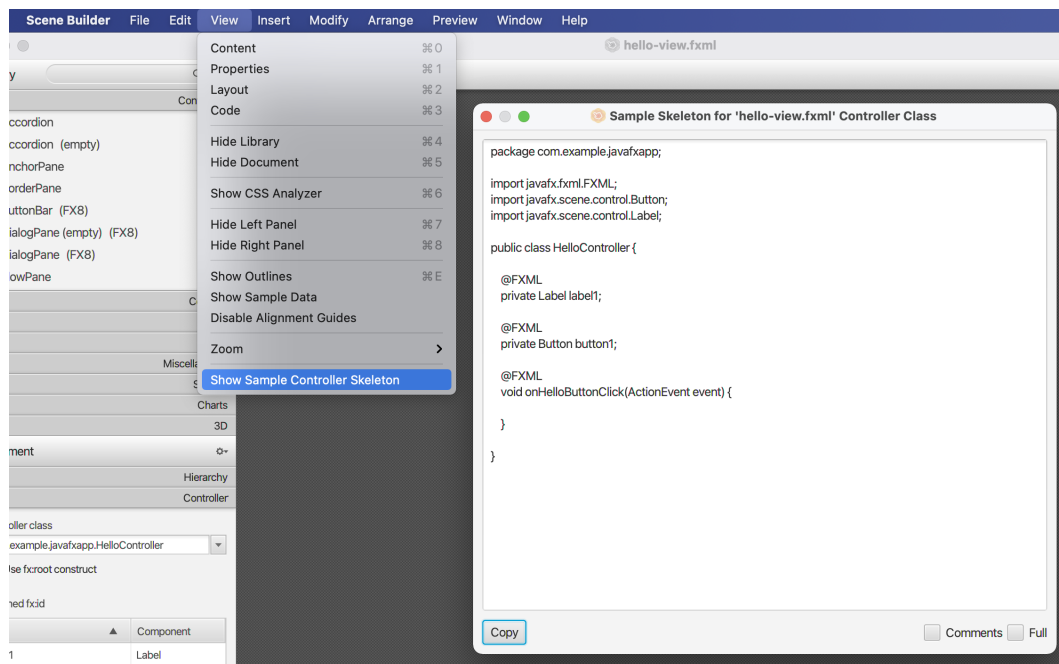 Scene Builder File Edit View Insert Modify Arrange Preview Window Help
hello-view.fxml
Content ⌘0
Properties ⌘1
Layout ⌘2
Code ⌘3
Hide Library ⌘4
Hide Document ⌘5
Show CSS Analyzer ⌘6
Hide Left Panel ⌘7
Hide Right Panel ⌘8
Show Outlines ⌘E
Show Sample Data
Disable Alignment Guides
Zoom
Show Sample Controller Skeleton
y
Con
ccordion
ccordion (empty)
nchorPane
orderPane
uttonBar (FX8)
ialogPane (empty) (FX8)
ialogPane (FX8)
owPane
C
Miscella
S
Charts
3D
ment
Hierarchy
Controller
oller class
example.javafxapp.HelloController
se fx:root construct
ned fx:id
Component
1 Label
Sample Skeleton for 'hello-view.fxml' Controller Class
package com.example.javafxapp;
import javafx.fxml.FXML;
import javafx.scene.control.Button;
import javafx.scene.control.Label;
public class HelloController {
@FXML
private Label label1;
@FXML
private Button button1;
@FXML
void onHelloButtonClick(ActionEvent event) {
}
}
Copy Comments Full